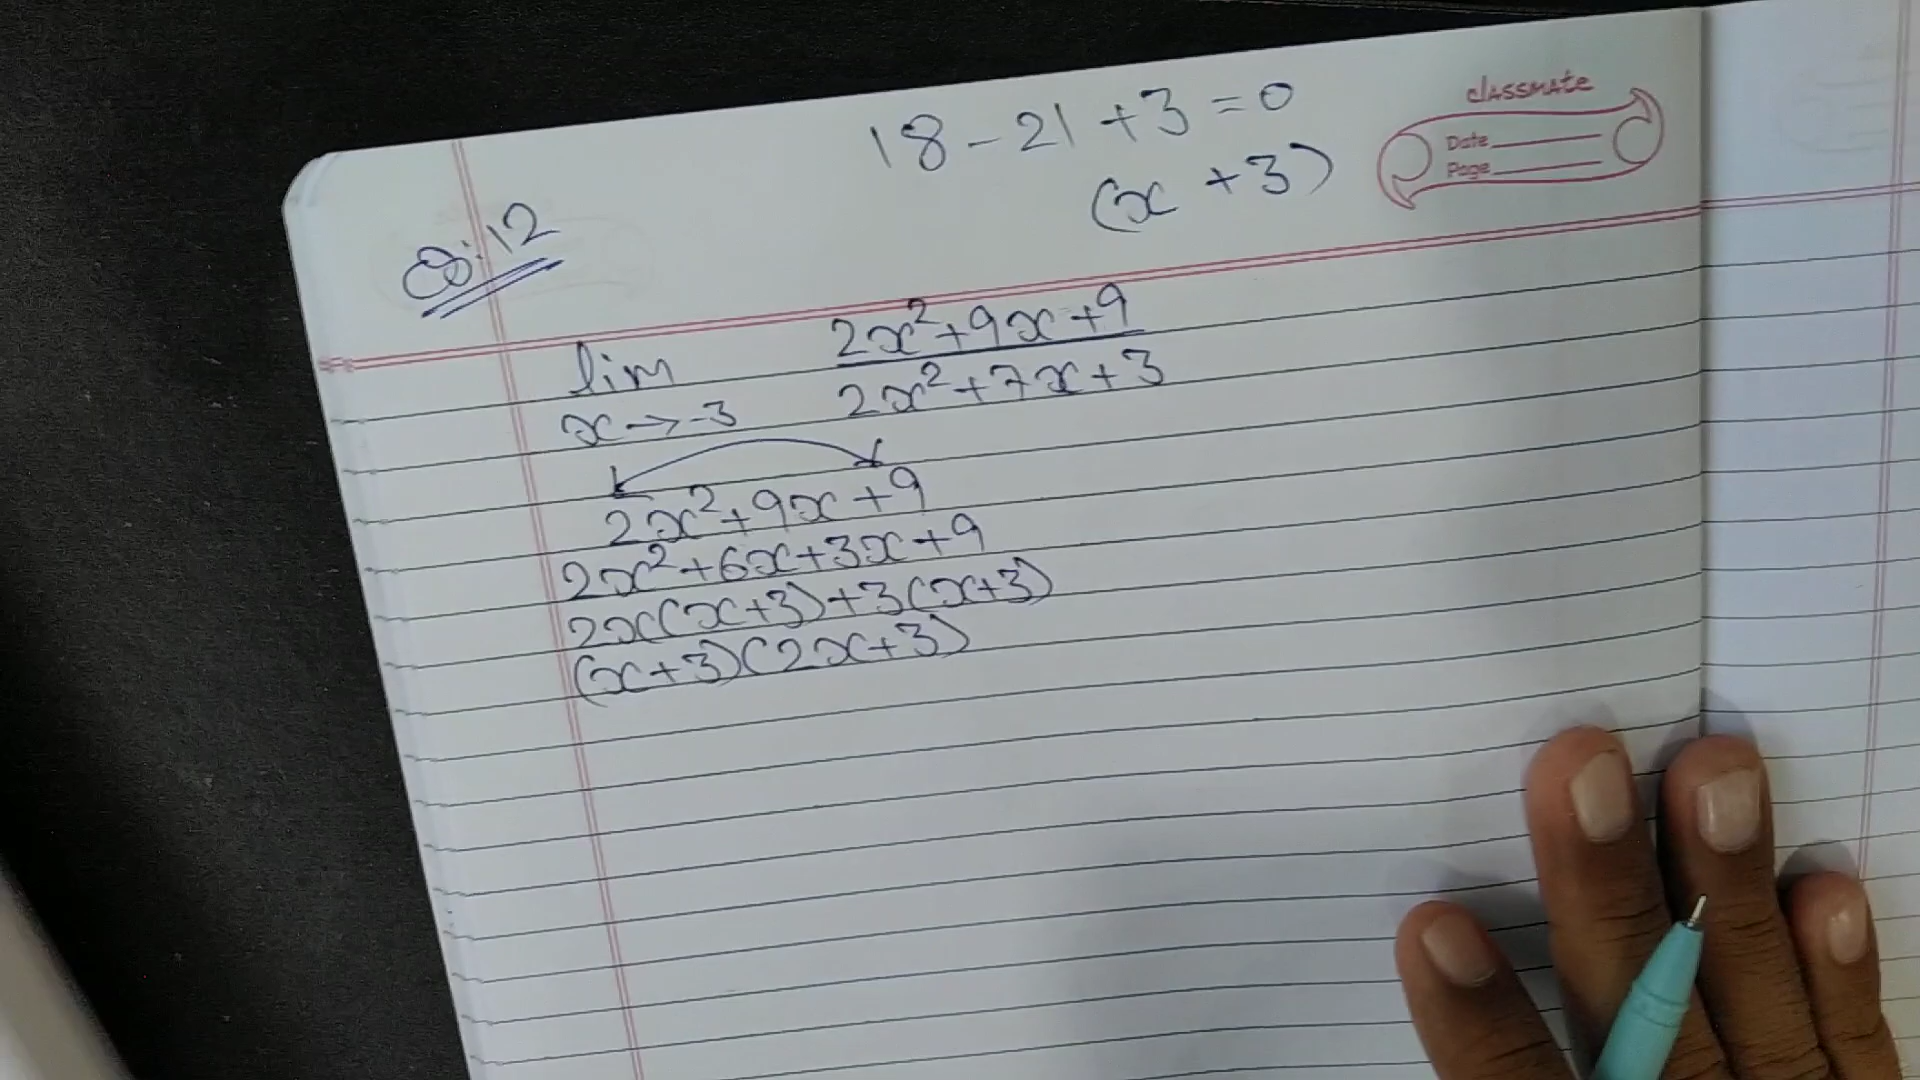 18 - 21 + 3 = 0
(x + 3)
classmate
Date
Page
Q:12
lim x→-3 2x²+9x+9 / 2x²+7x+3
2x²+9x+9
2x²+6x+3x+9
2x(x+3)+3(x+3)
(x+3)(2x+3)